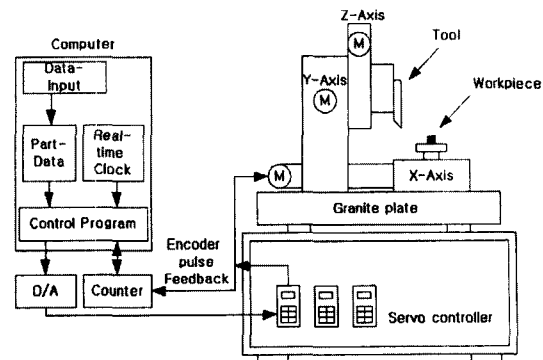 Computer
Data-
Input
Part-
Data
Real-
time
Clock
Control Program
D/A
Counter
Encoder
pulse
Feedback
Z-Axis
M
Y-Axis
M
M
Tool
Workpiece
X-Axis
Granite plate
Servo controller